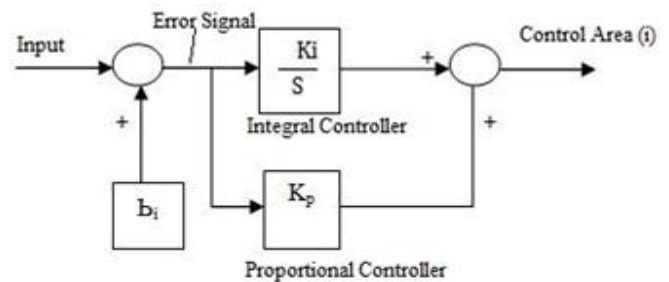 Error Signal
Input
Ki
S
Control Area (i)
+
Integral Controller
+
+
bi
Kp
Proportional Controller